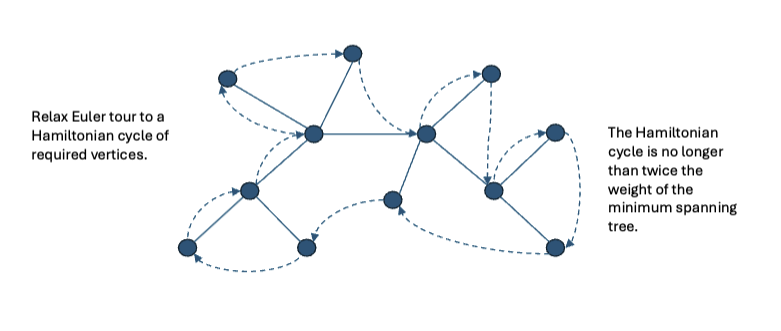 Relax Euler tour to a
Hamiltonian cycle of
required vertices.
The Hamiltonian
cycle is no longer
than twice the
weight of the
minimum spanning
tree.